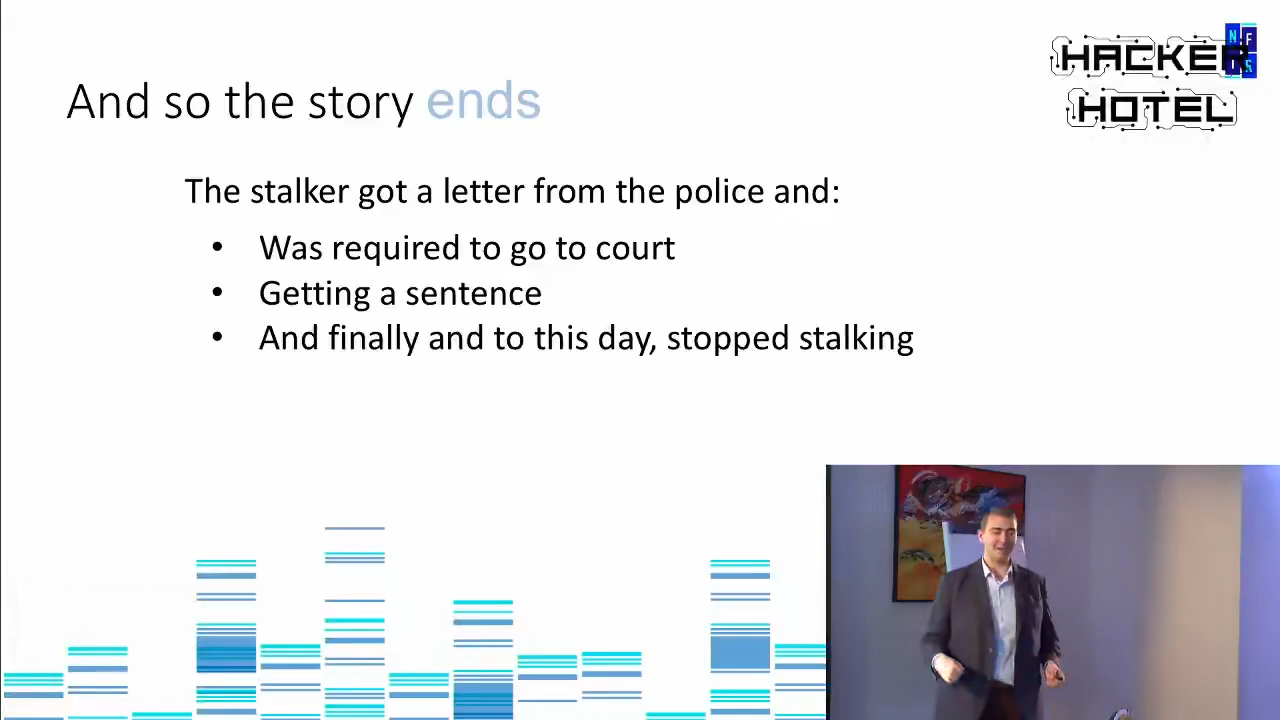 HACKER
HOTEL
And so the story ends
The stalker got a letter from the police and:
• Was required to go to court
• Getting a sentence
• And finally and to this day, stopped stalking